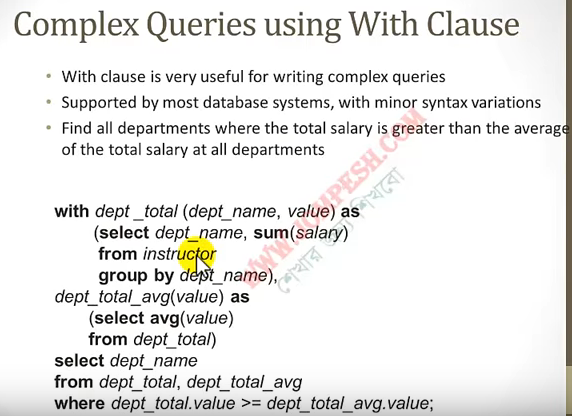 Complex Queries using With Clause
• With clause is very useful for writing complex queries
• Supported by most database systems, with minor syntax variations
• Find all departments where the total salary is greater than the average
of the total salary at all departments
WWW.JOHPESH.COM
শেখার জন্য শিখবো
with dept _total (dept_name, value) as
(select dept_name, sum(salary)
from instructor
group by dept_name),
dept_total_avg(value) as
(select avg(value)
from dept_total)
select dept_name
from dept_total, dept_total_avg
where dept_total.value >= dept_total_avg.value;